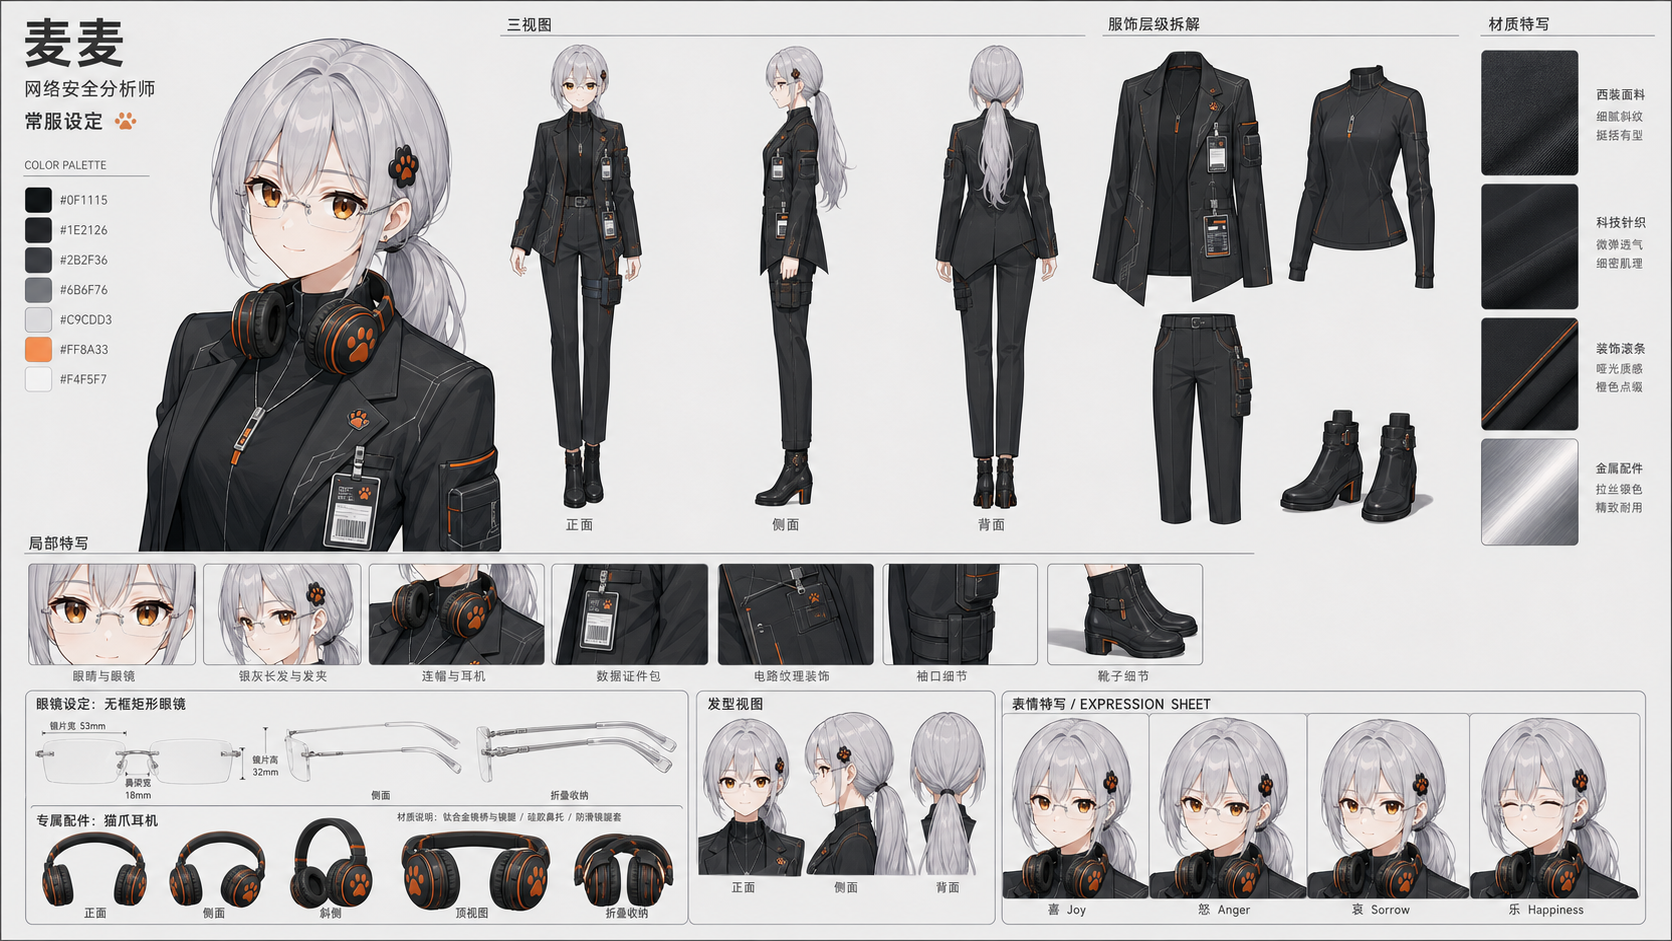 麦麦
网络安全分析师
常服设定
COLOR PALETTE
#0F1115
#1E2126
#2B2F36
#6B6F76
#C9CDD3
#FF8A33
#F4F5F7
三视图
正面
侧面
背面
服饰层级拆解
材质特写
西装面料
细腻斜纹
挺括有型
科技针织
微弹透气
细密肌理
装饰滚条
哑光质感
橙色点缀
金属配件
拉丝银色
精致耐用
局部特写
眼睛与眼镜
银灰长发与发夹
连帽与耳机
数据证件包
电路纹理装饰
袖口细节
靴子细节
眼镜设定：无框矩形眼镜
镜片宽 53mm
镜片高
32mm
鼻梁宽
18mm
侧面
折叠收纳
专属配件：猫爪耳机
材质说明：钛合金镜桥与镜腿 / 硅胶鼻托 / 防滑镜腿套
正面
侧面
斜侧
顶视图
折叠收纳
发型视图
正面
侧面
背面
表情特写 / EXPRESSION SHEET
喜 Joy
怒 Anger
哀 Sorrow
乐 Happiness